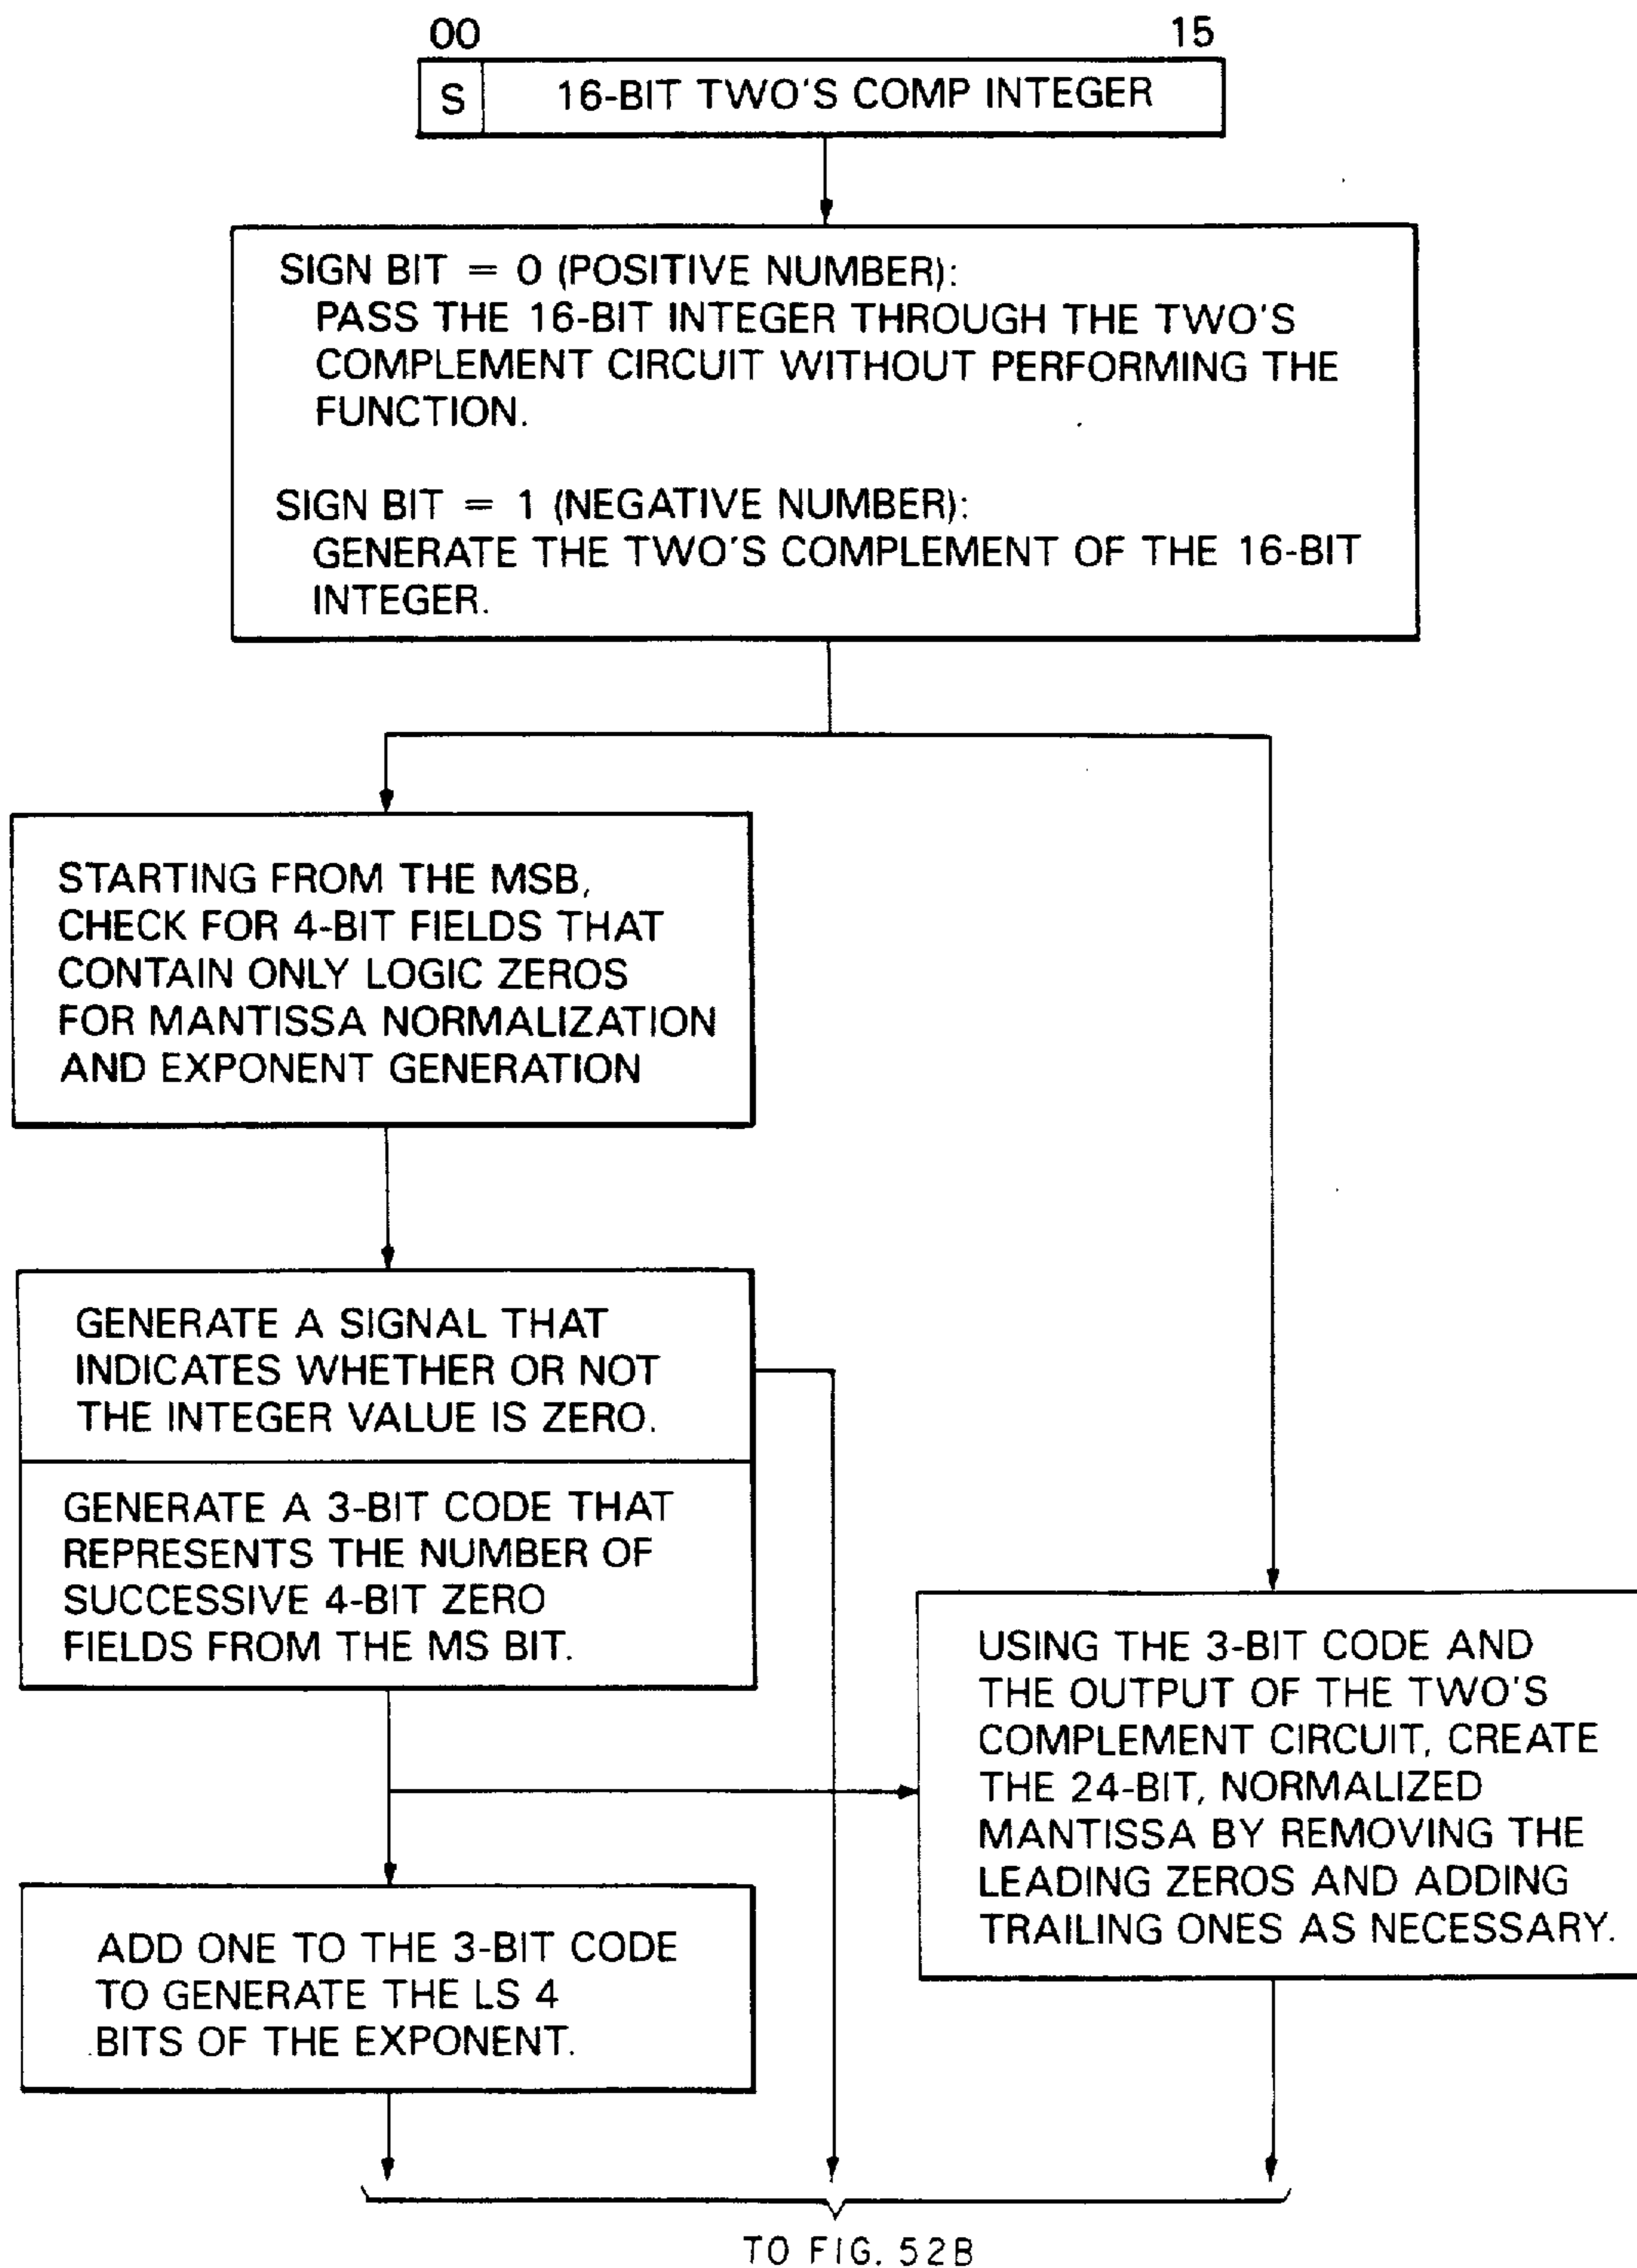 00 15
S 16-BIT TWO'S COMP INTEGER
SIGN BIT = 0 (POSITIVE NUMBER):
PASS THE 16-BIT INTEGER THROUGH THE TWO'S
COMPLEMENT CIRCUIT WITHOUT PERFORMING THE
FUNCTION.
SIGN BIT = 1 (NEGATIVE NUMBER):
GENERATE THE TWO'S COMPLEMENT OF THE 16-BIT
INTEGER.
STARTING FROM THE MSB,
CHECK FOR 4-BIT FIELDS THAT
CONTAIN ONLY LOGIC ZEROS
FOR MANTISSA NORMALIZATION
AND EXPONENT GENERATION
GENERATE A SIGNAL THAT
INDICATES WHETHER OR NOT
THE INTEGER VALUE IS ZERO.
GENERATE A 3-BIT CODE THAT
REPRESENTS THE NUMBER OF
SUCCESSIVE 4-BIT ZERO
FIELDS FROM THE MS BIT.
USING THE 3-BIT CODE AND
THE OUTPUT OF THE TWO'S
COMPLEMENT CIRCUIT, CREATE
THE 24-BIT, NORMALIZED
MANTISSA BY REMOVING THE
LEADING ZEROS AND ADDING
TRAILING ONES AS NECESSARY.
ADD ONE TO THE 3-BIT CODE
TO GENERATE THE LS 4
BITS OF THE EXPONENT.
TO FIG. 52B